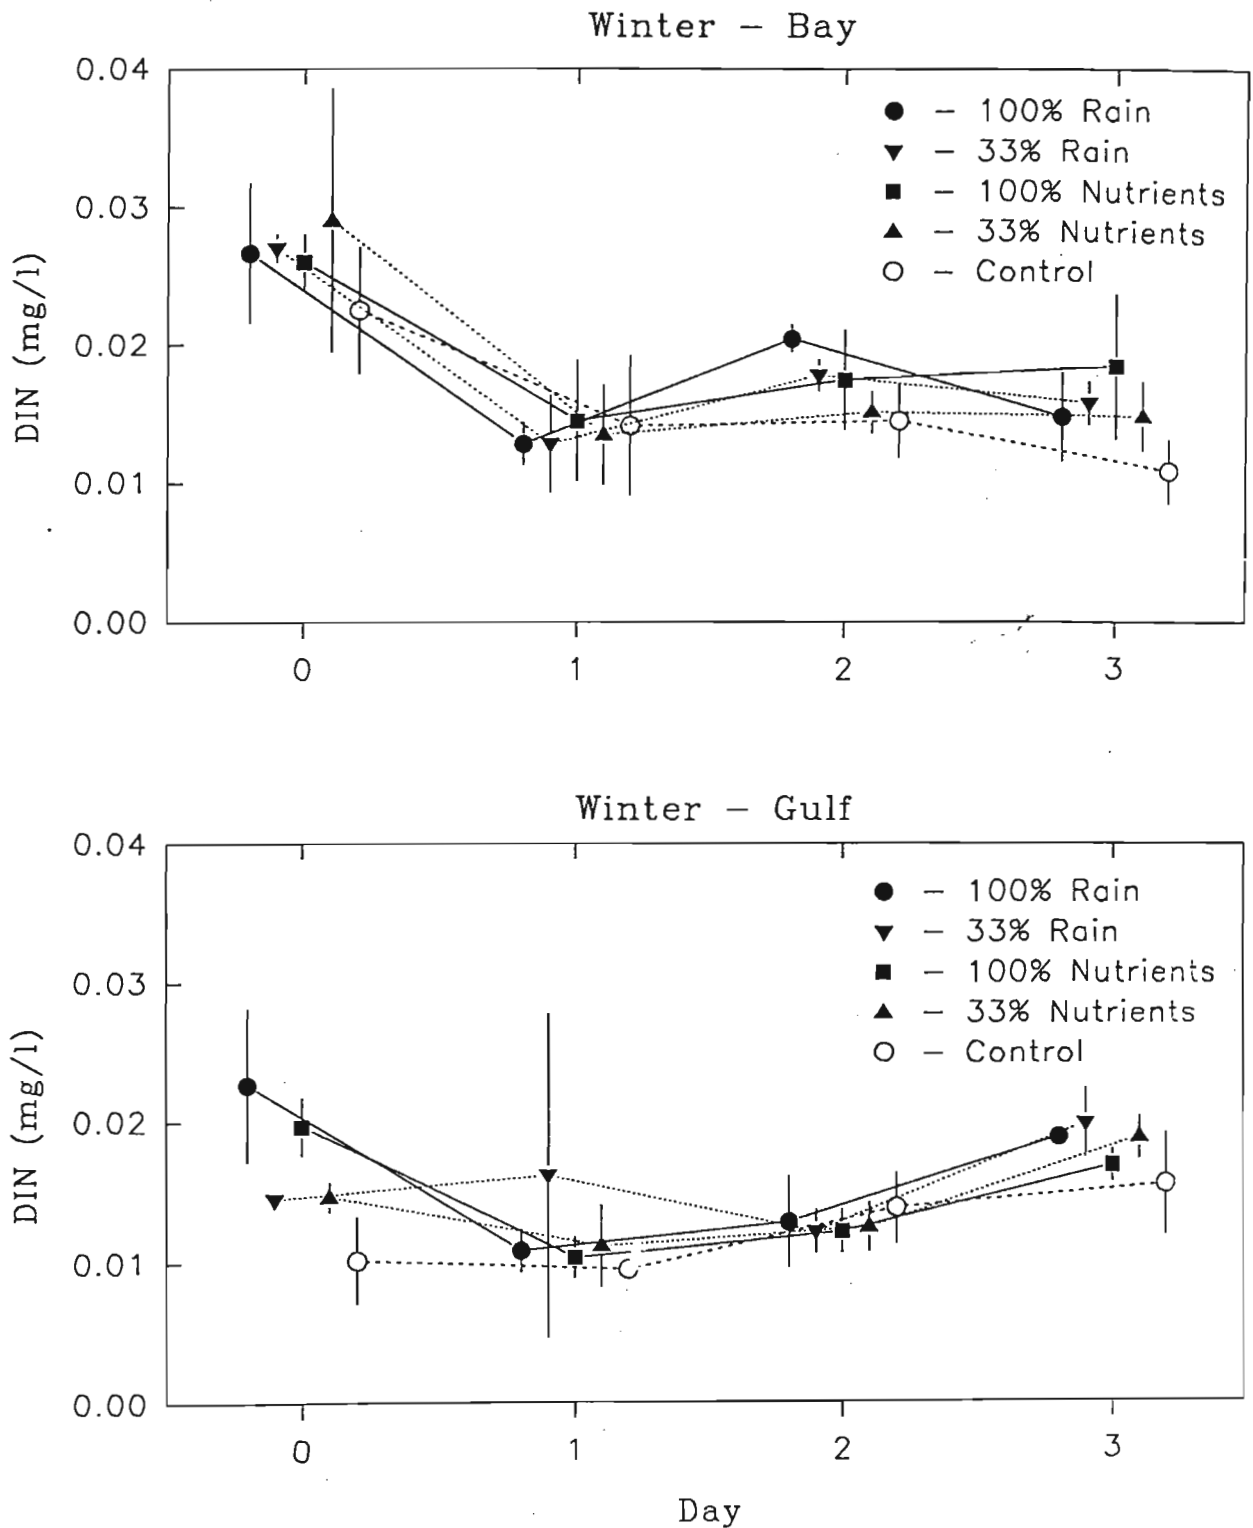 Winter – Bay
0.04
0.03
0.02
0.01
0.00
DIN (mg/l)
● – 100% Rain
▼ – 33% Rain
■ – 100% Nutrients
▲ – 33% Nutrients
○ – Control
0 1 2 3
Winter – Gulf
0.04
0.03
0.02
0.01
0.00
DIN (mg/l)
● – 100% Rain
▼ – 33% Rain
■ – 100% Nutrients
▲ – 33% Nutrients
○ – Control
0 1 2 3
Day